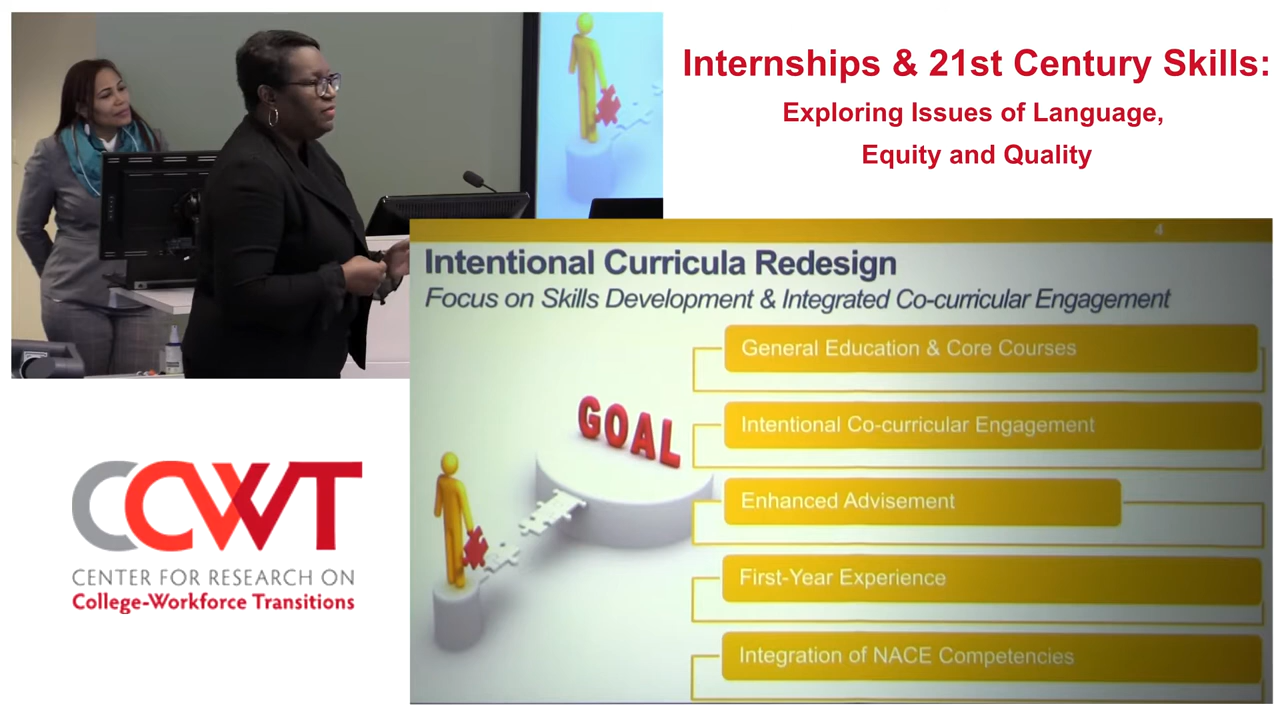 Internships & 21st Century Skills:
Exploring Issues of Language,
Equity and Quality
4
Intentional Curricula Redesign
Focus on Skills Development & Integrated Co-curricular Engagement
GOAL
General Education & Core Courses
Intentional Co-curricular Engagement
Enhanced Advisement
First-Year Experience
Integration of NACE Competencies
CCWT
CENTER FOR RESEARCH ON
College-Workforce Transitions